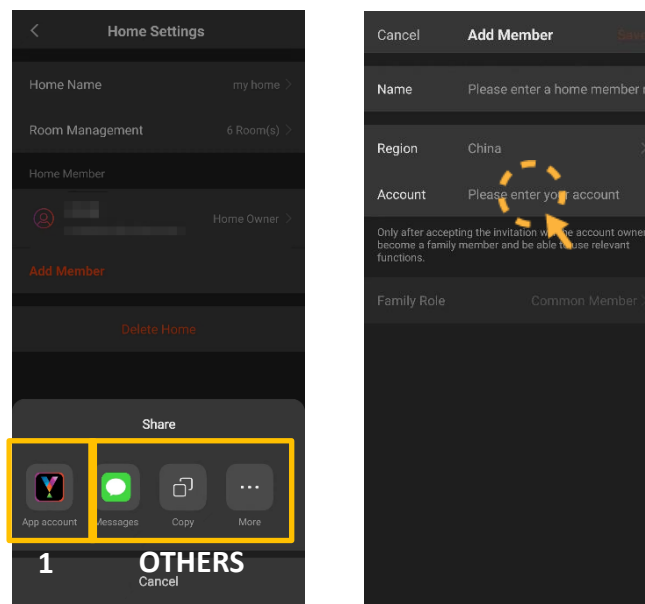 Home Settings
Home Name my home >
Room Management 6 Room(s) >
Home Member
Home Owner >
Add Member
Delete Home
Share
App account Messages Copy More
1 OTHERS
Cancel
Cancel Add Member Save
Name Please enter a home member
Region China >
Account Please enter your account
Only after accepting the invitation will the account owner
become a family member and be able to use relevant
functions.
Family Role Common Member >